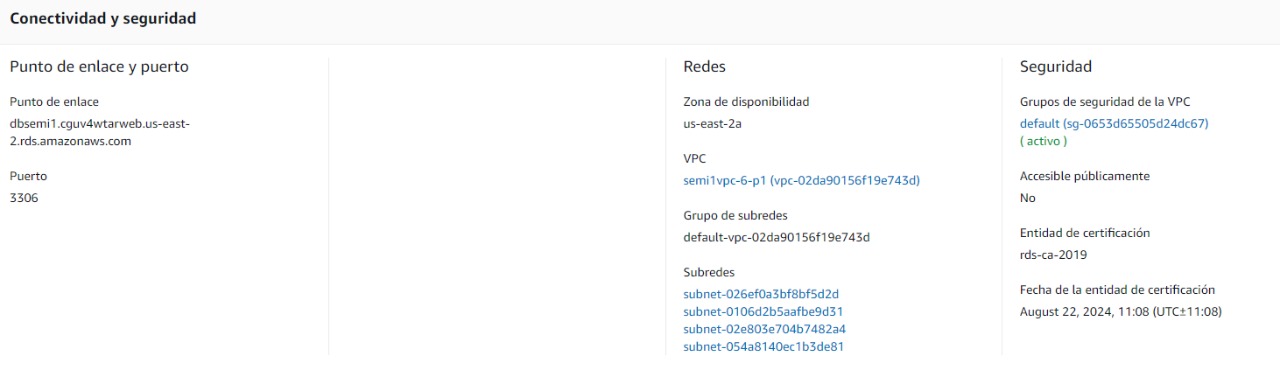 Conectividad y seguridad
Punto de enlace y puerto
Punto de enlace
dbsemi1.cguv4wtarweb.us-east-
2.rds.amazonaws.com
Puerto
3306
Redes
Zona de disponibilidad
us-east-2a
VPC
semi1vpc-6-p1 (vpc-02da90156f19e743d)
Grupo de subredes
default-vpc-02da90156f19e743d
Subredes
subnet-026ef0a3bf8bf5d2d
subnet-0106d2b5aafbe9d31
subnet-02e803e704b7482a4
subnet-054a8140ec1b3de81
Seguridad
Grupos de seguridad de la VPC
default (sg-0653d65505d24dc67)
( activo )
Accesible públicamente
No
Entidad de certificación
rds-ca-2019
Fecha de la entidad de certificación
August 22, 2024, 11:08 (UTC±11:08)